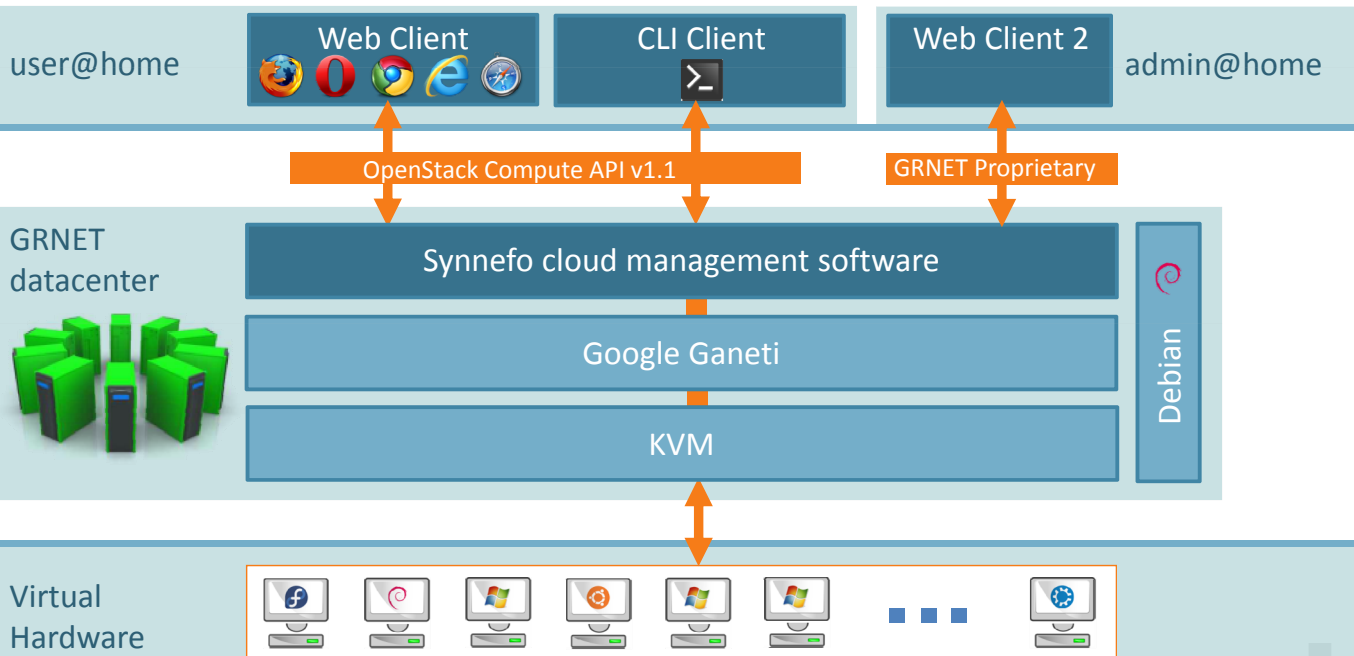 user@home
Web Client
CLI Client
Web Client 2
admin@home
OpenStack Compute API v1.1
GRNET Proprietary
GRNET
datacenter
Synnefo cloud management software
Google Ganeti
KVM
Debian
Virtual
Hardware